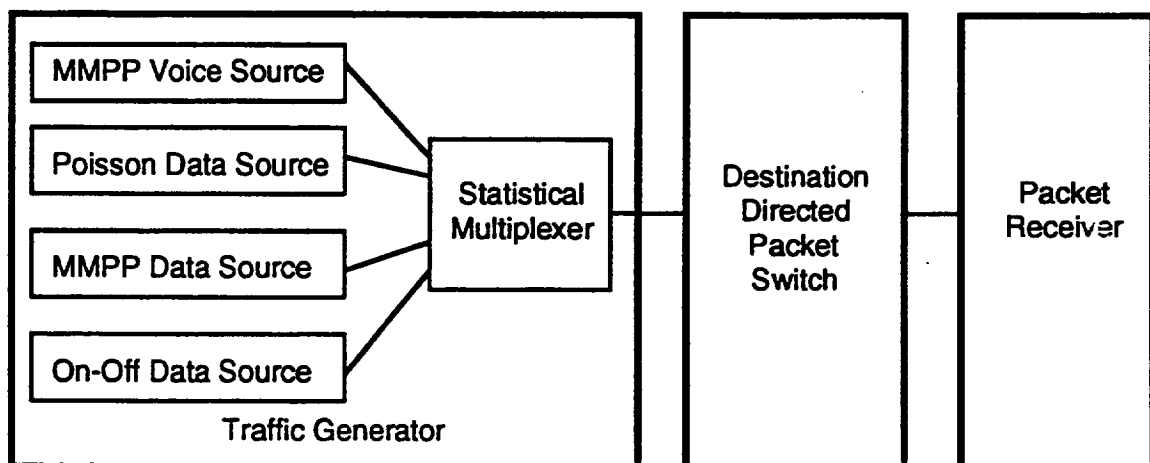 MMPP Voice Source
Poisson Data Source
MMPP Data Source
On-Off Data Source
Traffic Generator
Statistical
Multiplexer
Destination
Directed
Packet
Switch
Packet
Receiver